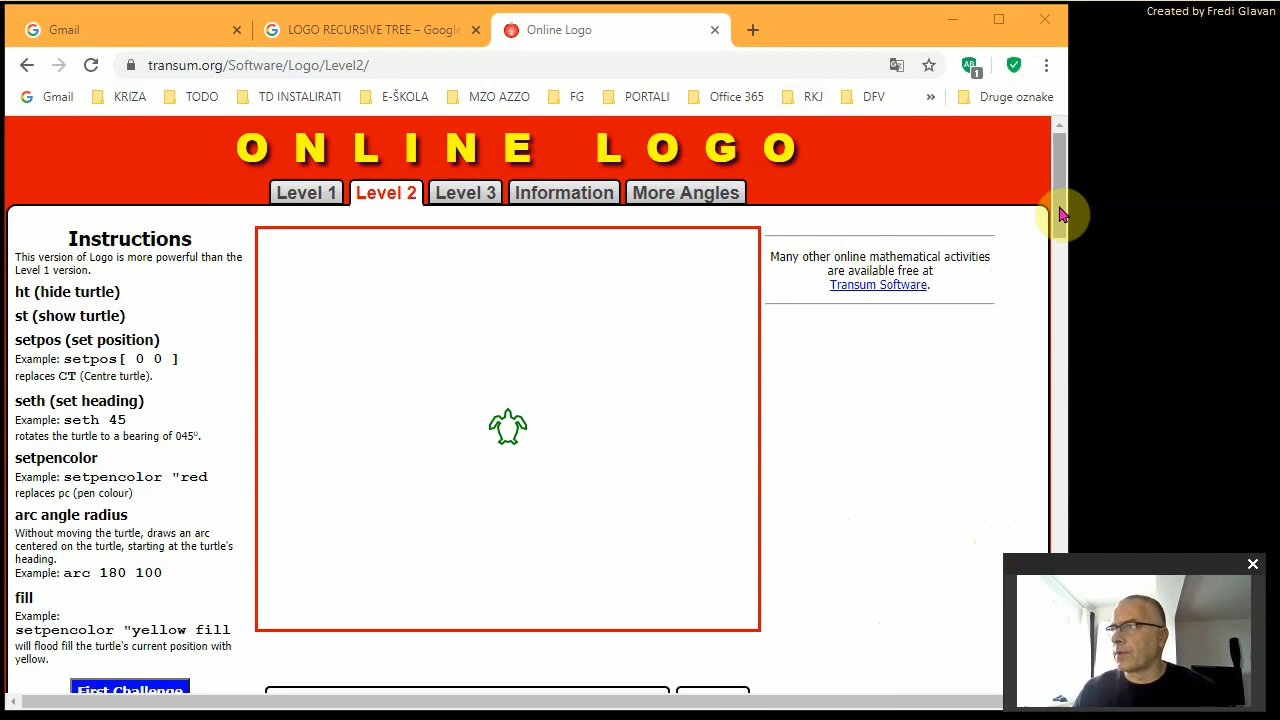 Created by Fredi Glavan
Gmail
LOGO RECURSIVE TREE – Google
Online Logo
transum.org/Software/Logo/Level2/
AB
1
Gmail
KRIZA
TODO
TD INSTALIRATI
E-ŠKOLA
MZO AZZO
FG
PORTALI
Office 365
RKJ
DFV
»
Druge oznake
ONLINE LOGO
Level 1
Level 2
Level 3
Information
More Angles
Instructions
This version of Logo is more powerful than the
Level 1 version.
ht (hide turtle)
st (show turtle)
setpos (set position)
Example: setpos[ 0 0 ]
replaces CT (Centre turtle).
seth (set heading)
Example: seth 45
rotates the turtle to a bearing of 045º.
setpencolor
Example: setpencolor "red
replaces pc (pen colour)
arc angle radius
Without moving the turtle, draws an arc
centered on the turtle, starting at the turtle's
heading.
Example: arc 180 100
fill
Example:
setpencolor "yellow fill
will flood fill the turtle's current position with
yellow.
First Challenge
Many other online mathematical activities
are available free at
Transum Software.